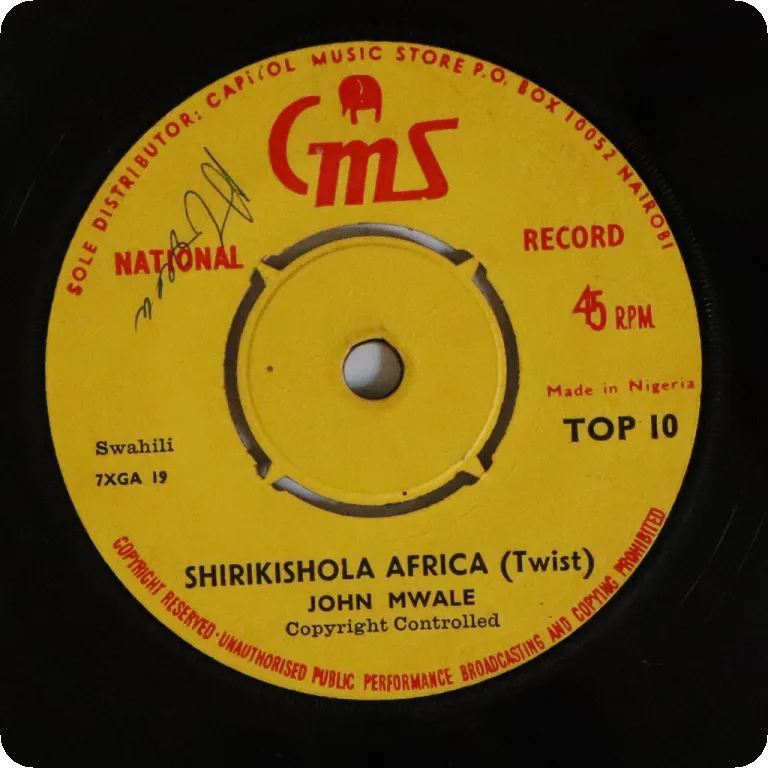 SOLE DISTRIBUTOR: CAPITOL MUSIC STORE P.O. BOX 10052 NAIROBI
CMS
NATIONAL RECORD
45 R.P.M.
Made in Nigeria
TOP 10
Swahili
7XGA 19
SHIRIKISHOLA AFRICA (Twist)
JOHN MWALE
Copyright Controlled
COPYRIGHT RESERVED · UNAUTHORISED PUBLIC PERFORMANCE BROADCASTING AND COPYING PROHIBITED